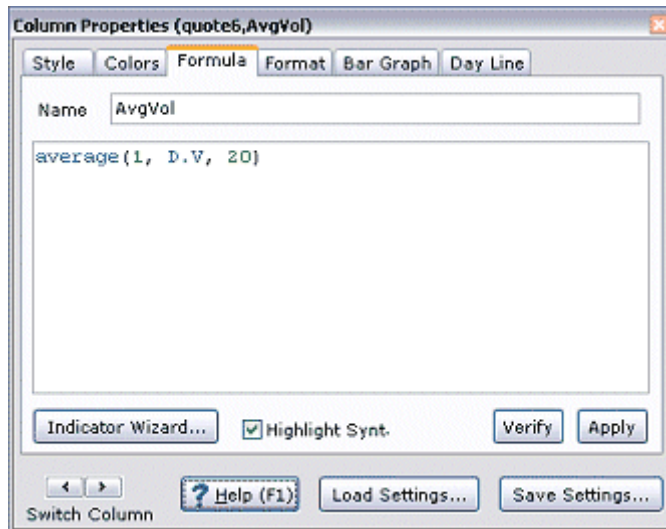 Column Properties (quote6,AvgVol)
Style Colors Formula Format Bar Graph Day Line
Name AvgVol
average(1, D.V, 20)
Indicator Wizard... Highlight Synt. Verify Apply
? Help (F1) Load Settings... Save Settings...
Switch Column